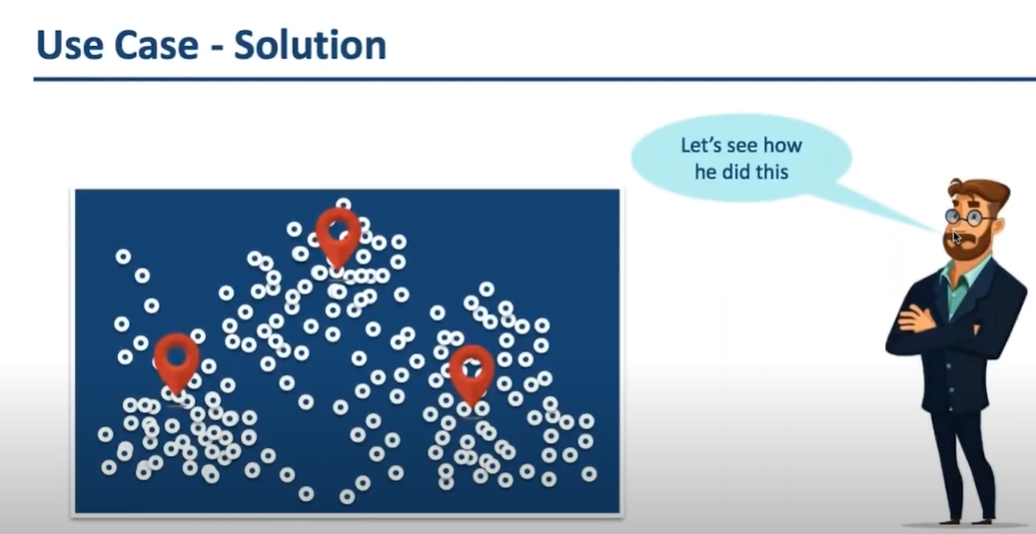 Use Case - Solution
Let's see how
he did this